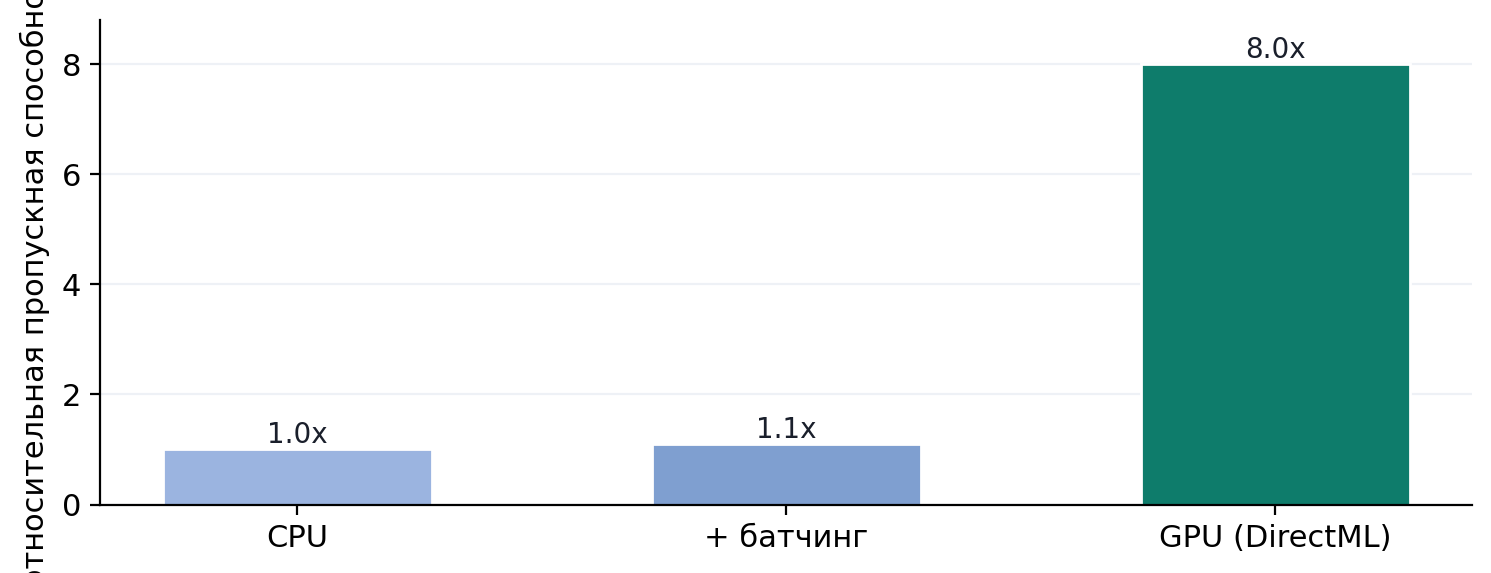 относительная пропускная способно
8
6
4
2
0
1.0x
1.1x
8.0x
CPU
+ батчинг
GPU (DirectML)